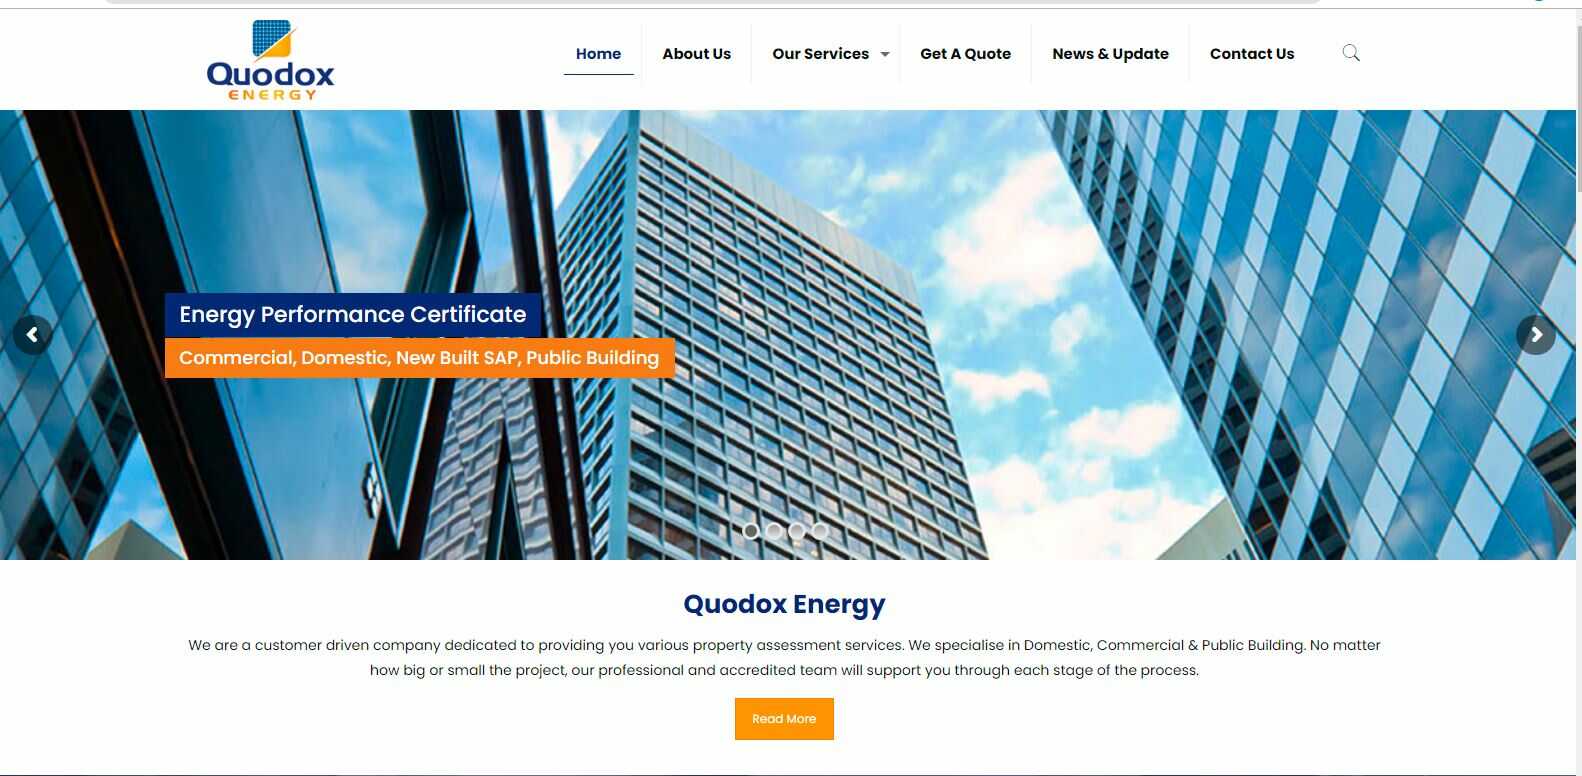 Quodox
ENERGY
Home
About Us
Our Services
Get A Quote
News & Update
Contact Us
Energy Performance Certificate
Commercial, Domestic, New Built SAP, Public Building
Quodox Energy
We are a customer driven company dedicated to providing you various property assessment services. We specialise in Domestic, Commercial & Public Building. No matter
how big or small the project, our professional and accredited team will support you through each stage of the process.
Read More